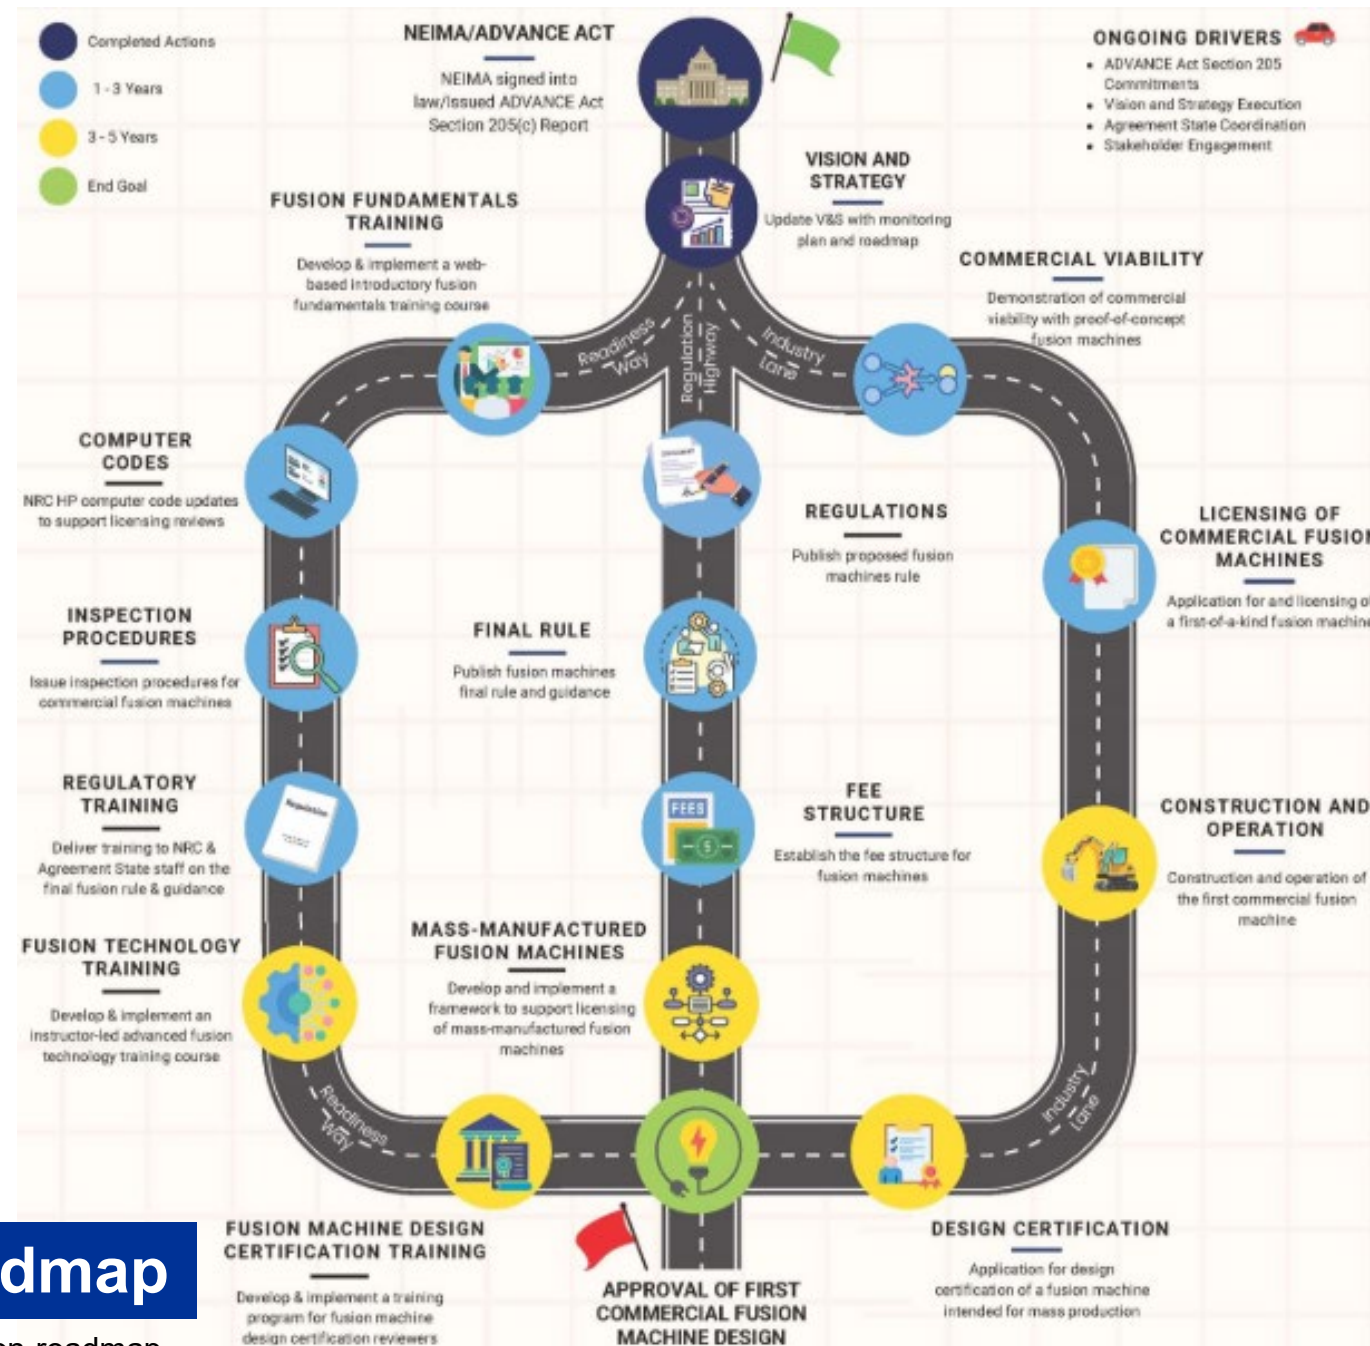 Completed Actions
1 - 3 Years
3 - 5 Years
End Goal
NEIMA/ADVANCE ACT
NEIMA signed into
law/issued ADVANCE Act
Section 205(c) Report
ONGOING DRIVERS
• ADVANCE Act Section 205
Commitments
• Vision and Strategy Execution
• Agreement State Coordination
• Stakeholder Engagement
VISION AND
STRATEGY
Update V&S with monitoring
plan and roadmap
FUSION FUNDAMENTALS
TRAINING
Develop & implement a web-
based introductory fusion
fundamentals training course
COMMERCIAL VIABILITY
Demonstration of commercial
viability with proof-of-concept
fusion machines
Readiness
Way
Regulation
Highway
Industry
Lane
COMPUTER
CODES
NRC HP computer code updates
to support licensing reviews
REGULATIONS
Publish proposed fusion
machines rule
LICENSING OF
COMMERCIAL FUSION
MACHINES
Application for and licensing of
a first-of-a-kind fusion machine
INSPECTION
PROCEDURES
Issue inspection procedures for
commercial fusion machines
FINAL RULE
Publish fusion machines
final rule and guidance
REGULATORY
TRAINING
Deliver training to NRC &
Agreement State staff on the
final fusion rule & guidance
Regulation
FEES
$
FEE
STRUCTURE
Establish the fee structure for
fusion machines
CONSTRUCTION AND
OPERATION
Construction and operation of
the first commercial fusion
machine
FUSION TECHNOLOGY
TRAINING
Develop & implement an
instructor-led advanced fusion
technology training course
MASS-MANUFACTURED
FUSION MACHINES
Develop and implement a
framework to support licensing
of mass-manufactured fusion
machines
Readiness
Way
Industry
Lane
FUSION MACHINE DESIGN
CERTIFICATION TRAINING
Develop & implement a training
program for fusion machine
design certification reviewers
APPROVAL OF FIRST
COMMERCIAL FUSION
MACHINE DESIGN
DESIGN CERTIFICATION
Application for design
certification of a fusion machine
intended for mass production
dmap
on roadmap